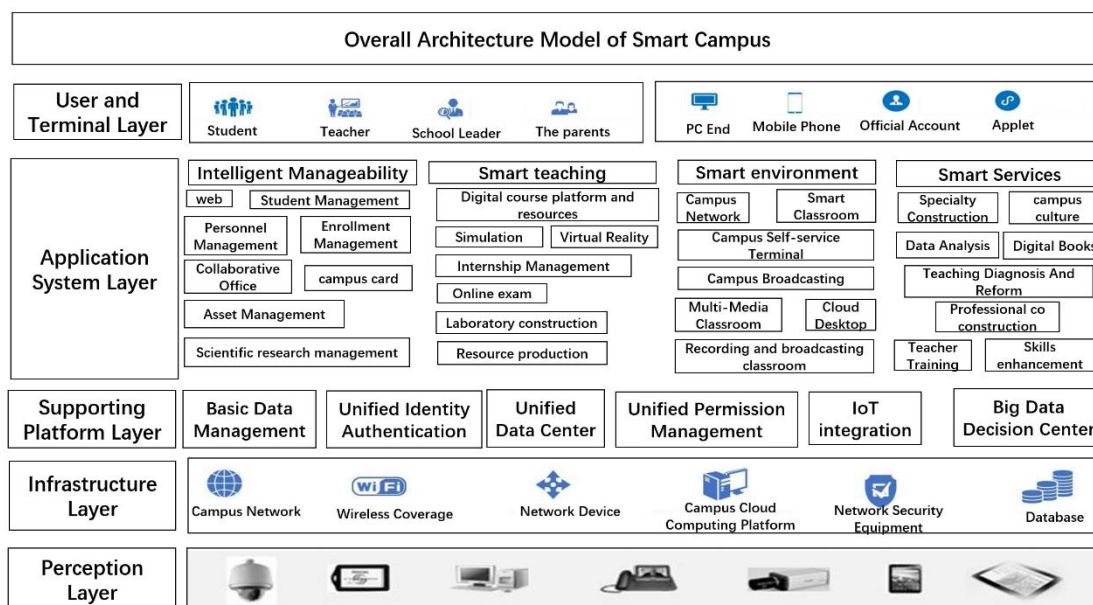 Overall Architecture Model of Smart Campus
User and
Terminal Layer
Student
Teacher
School Leader
The parents
PC End
Mobile Phone
Official Account
Applet
Application
System Layer
Intelligent Manageability
web
Student Management
Personnel
Management
Enrollment
Management
Collaborative
Office
campus card
Asset Management
Scientific research management
Smart teaching
Digital course platform and
resources
Simulation
Virtual Reality
Internship Management
Online exam
Laboratory construction
Resource production
Smart environment
Campus
Network
Smart
Classroom
Campus Self-service
Terminal
Campus Broadcasting
Multi-Media
Classroom
Cloud
Desktop
Recording and broadcasting
classroom
Smart Services
Specialty
Construction
campus
culture
Data Analysis
Digital Books
Teaching Diagnosis And
Reform
Professional co
construction
Teacher
Training
Skills
enhancement
Supporting
Platform Layer
Basic Data
Management
Unified Identity
Authentication
Unified
Data Center
Unified Permission
Management
IoT
integration
Big Data
Decision Center
Infrastructure
Layer
Campus Network
WiFi
Wireless Coverage
Network Device
Campus Cloud
Computing Platform
Network Security
Equipment
Database
Perception
Layer